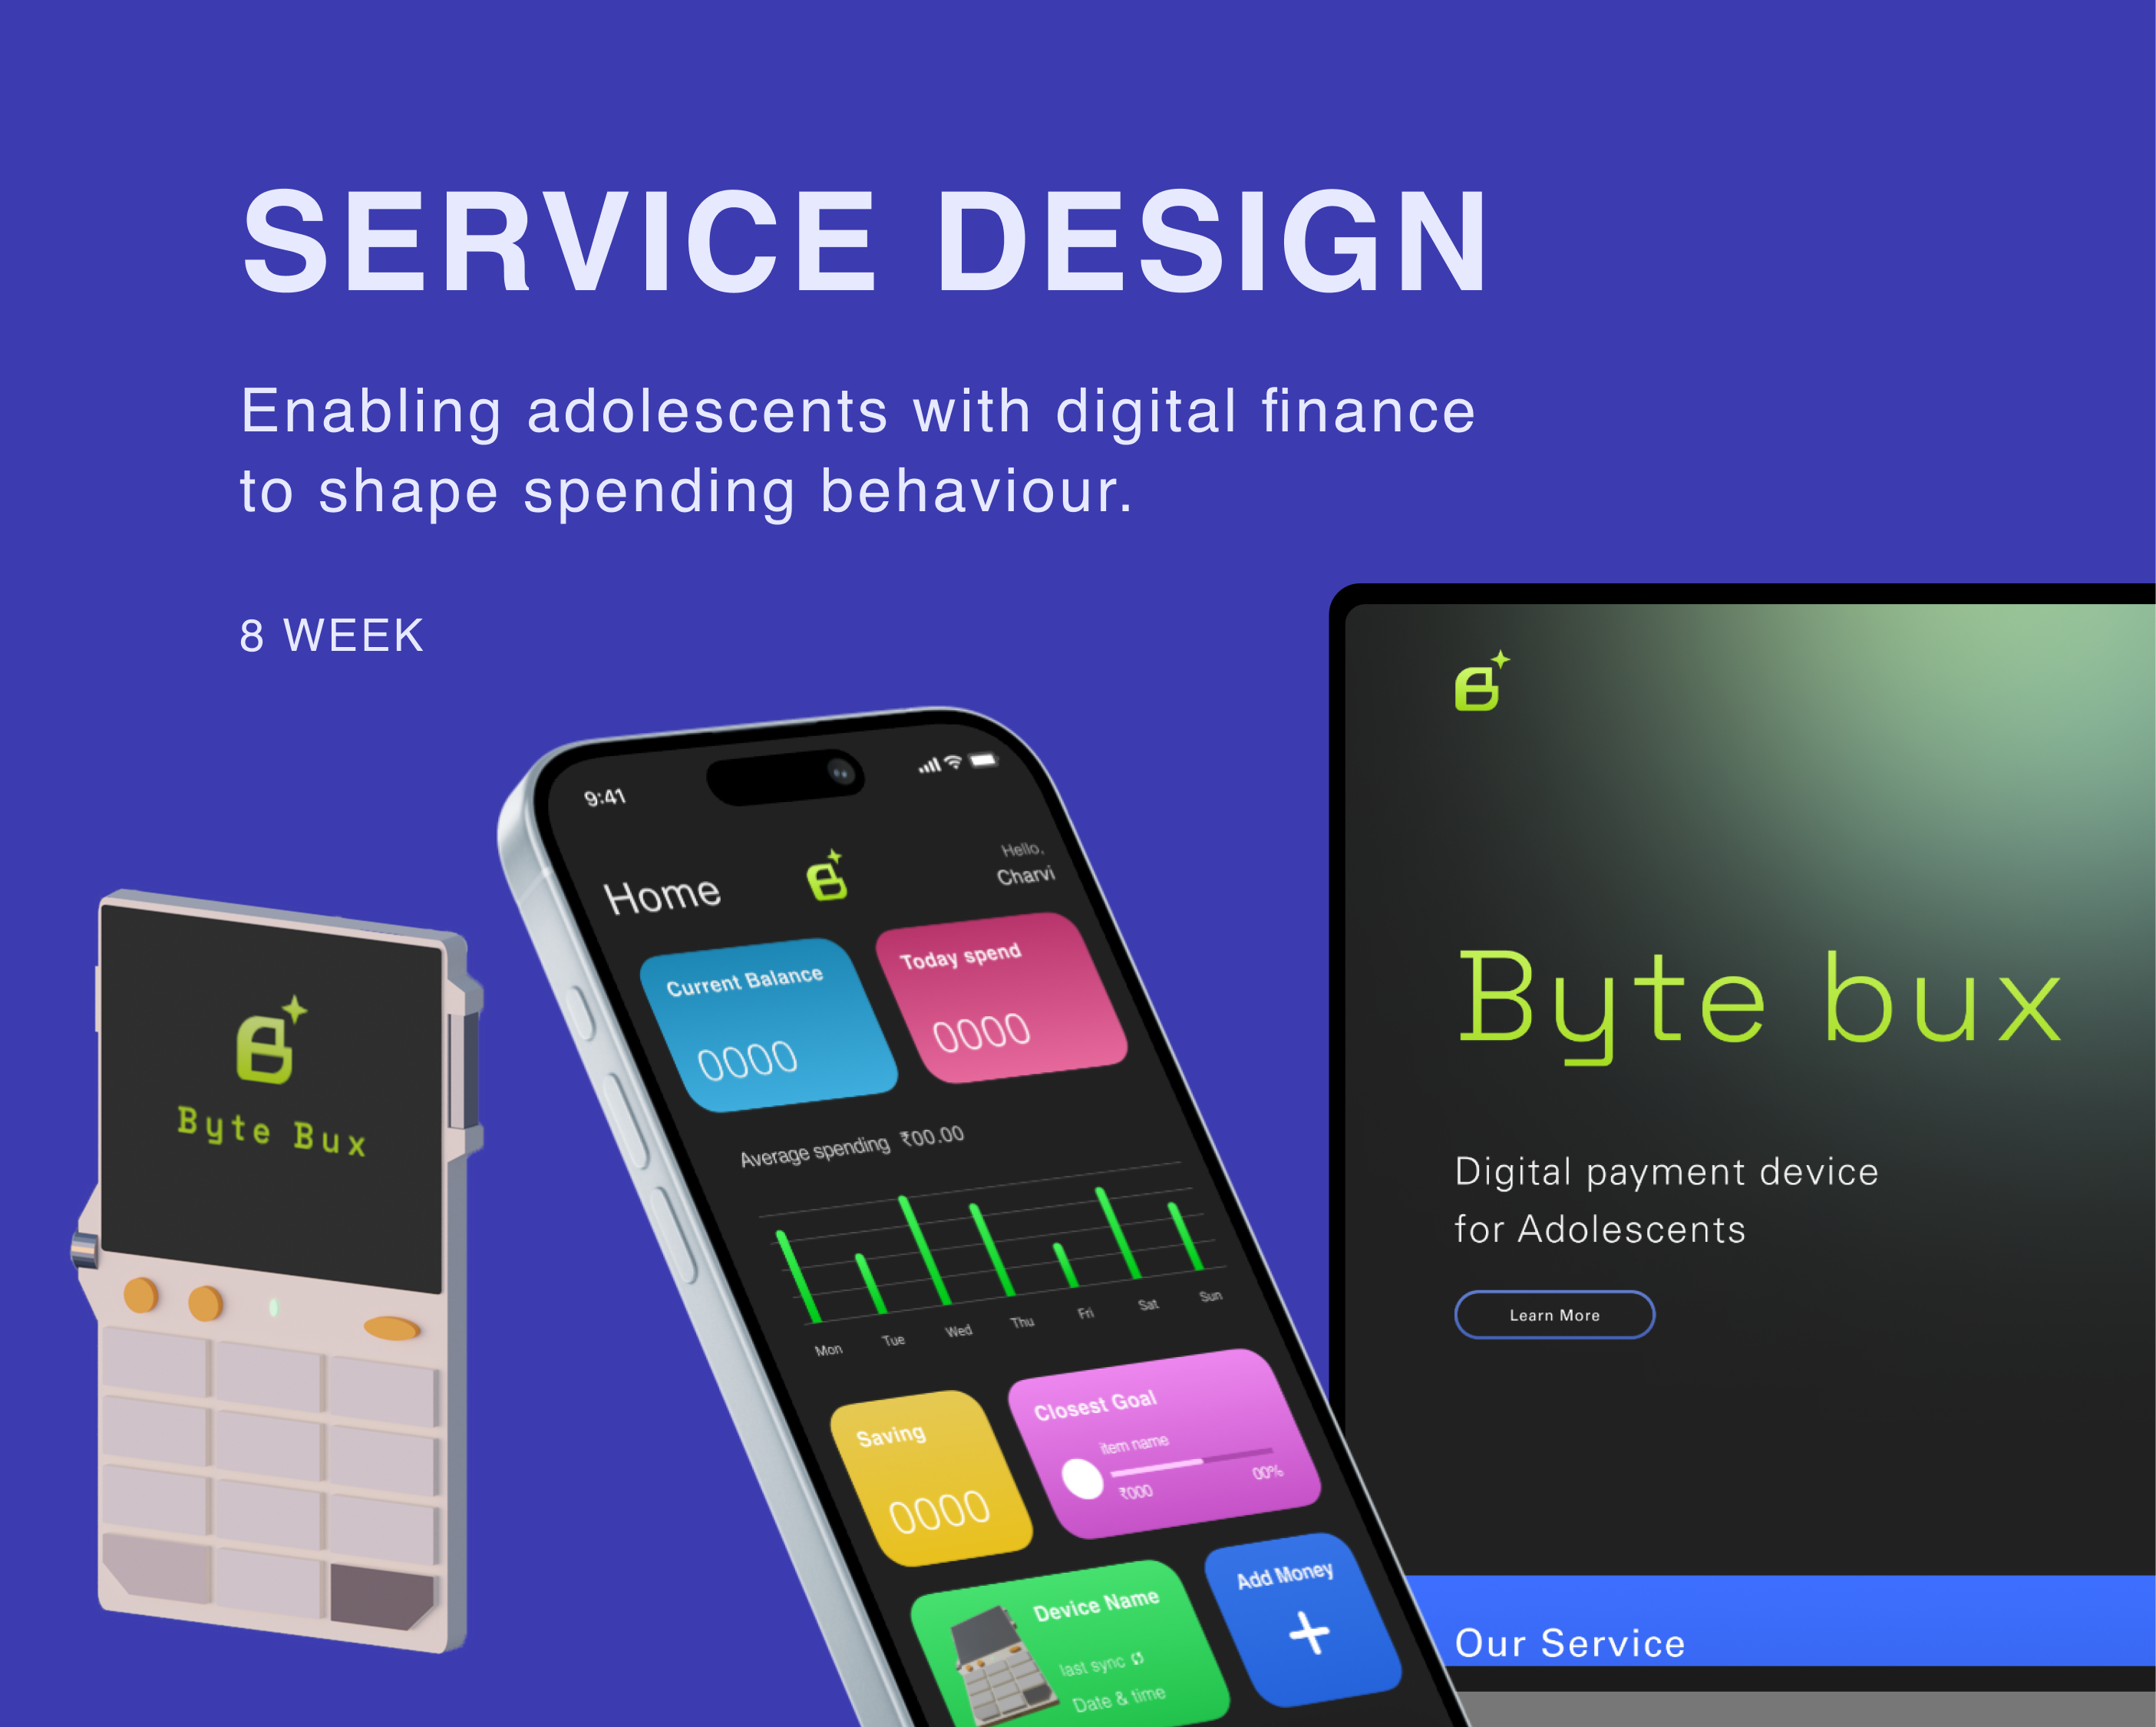 SERVICE DESIGN
Enabling adolescents with digital finance
to shape spending behaviour.
8 WEEK
Byte Bux
9:41
Home
Hello,
Charvi
Current Balance
0000
Today spend
0000
Average spending ₹00.00
Mon Tue Wed Thu Fri Sat Sun
Saving
0000
Closest Goal
item name
₹000
00%
Device Name
last sync
Date & time
Add Money
+
Byte bux
Digital payment device
for Adolescents
Learn More
Our Service